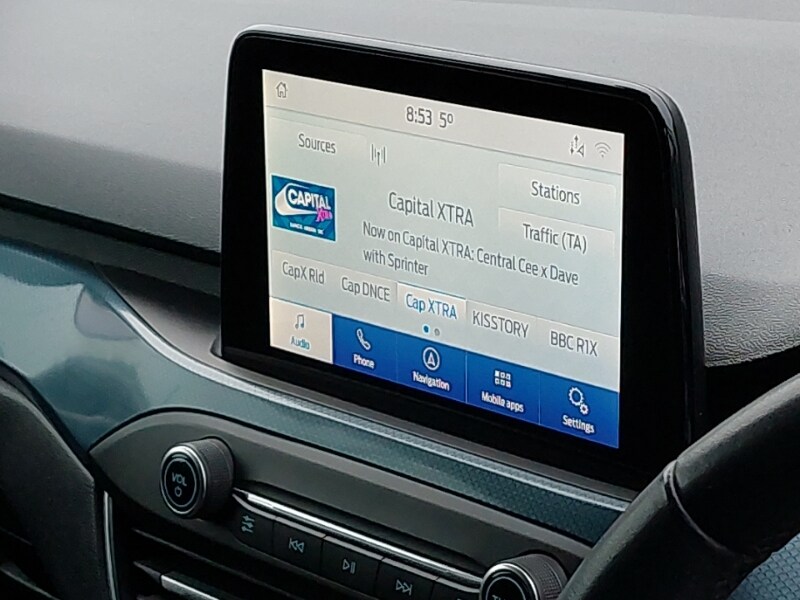 8:53 5°
Sources
Stations
CAPITAL
XTRA
Capital XTRA
Traffic (TA)
Now on Capital XTRA: Central Cee x Dave
with Sprinter
CapX Rld
Cap DNCE
Cap XTRA
KISSTORY
BBC R1X
Audio
Phone
Navigation
Mobile apps
Settings
VOL